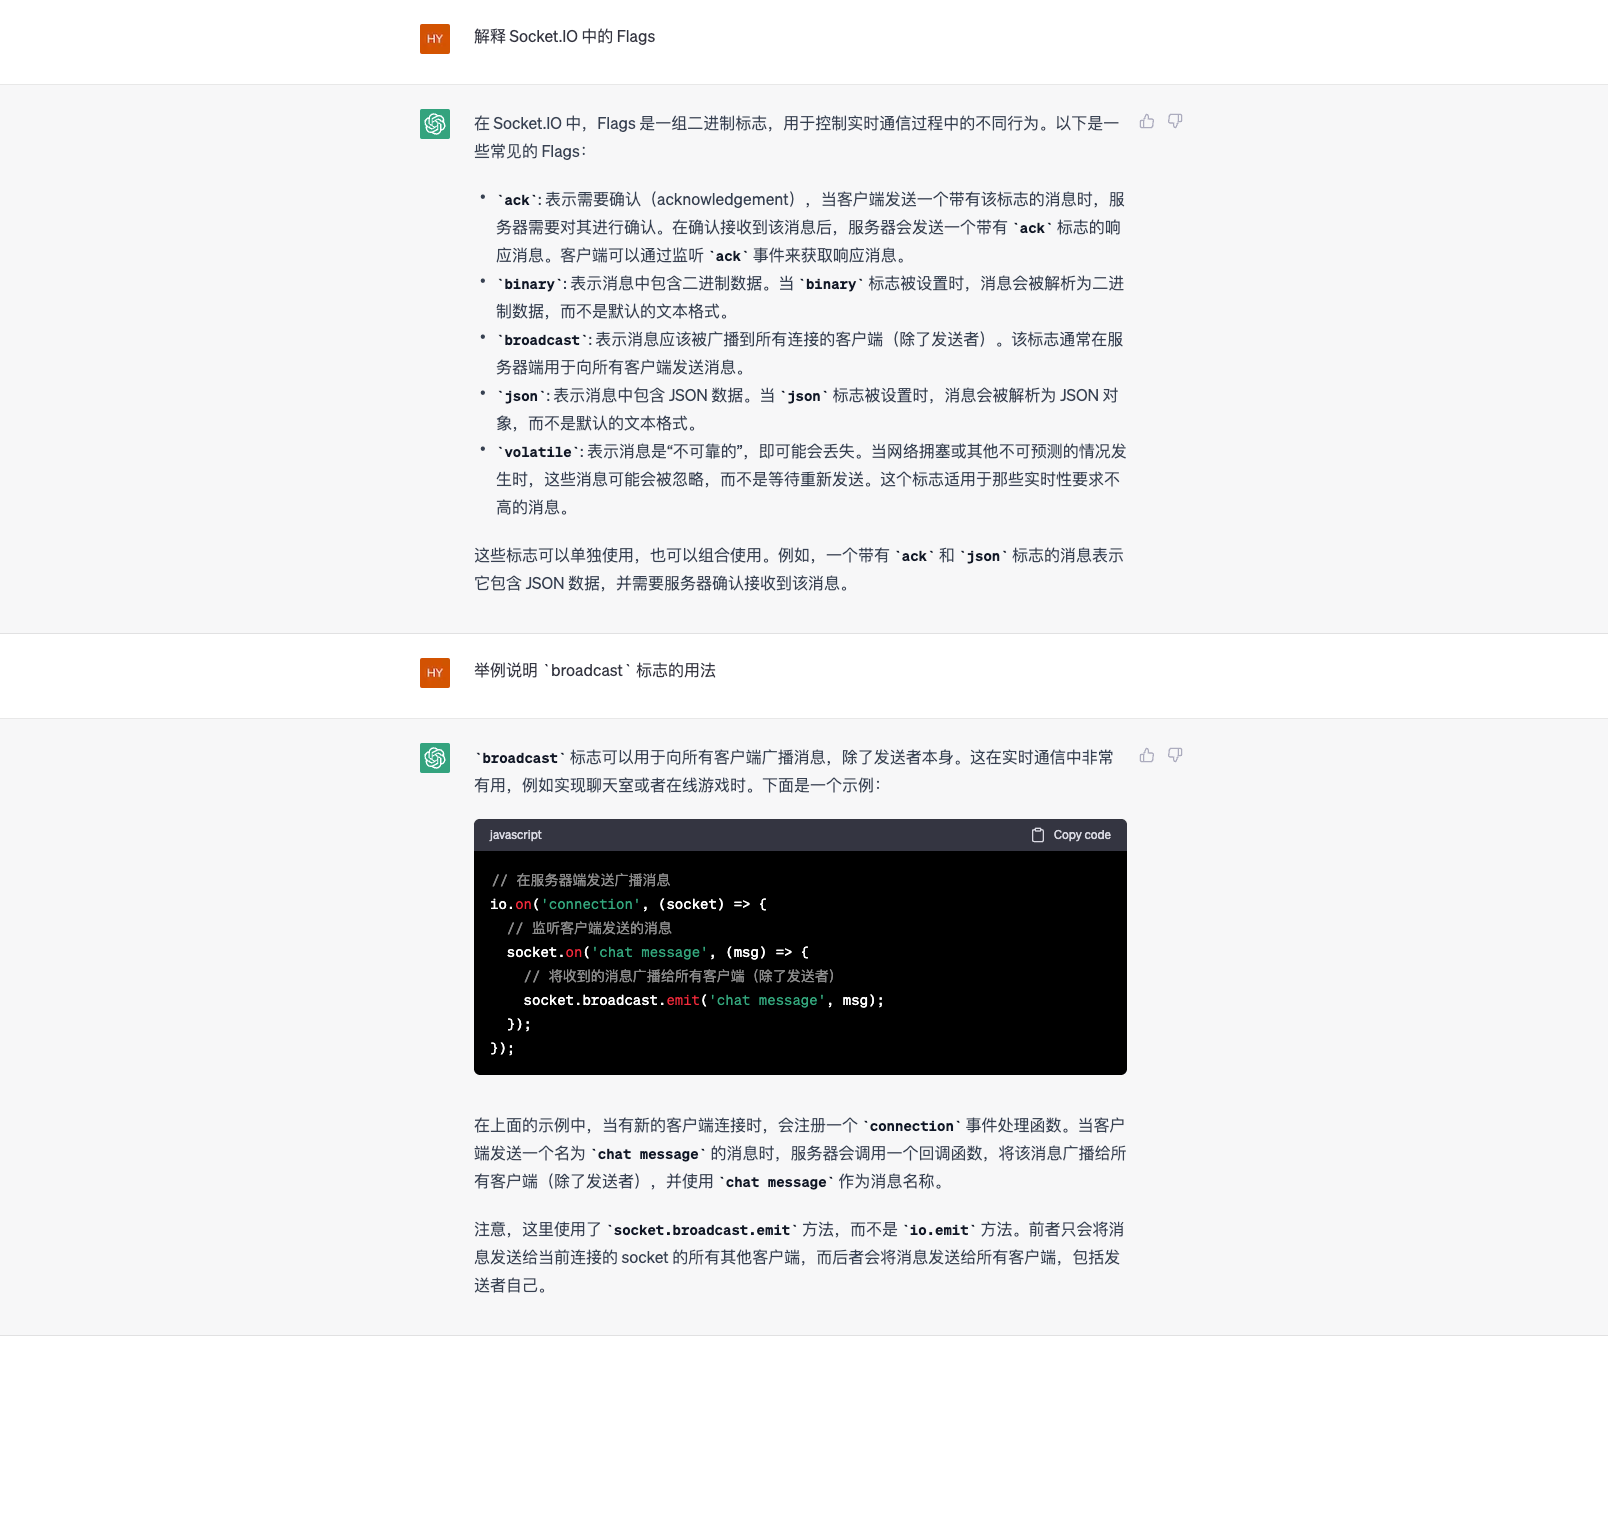 HY
解释 Socket.IO 中的 Flags
在 Socket.IO 中，Flags 是一组二进制标志，用于控制实时通信过程中的不同行为。以下是一
些常见的 Flags：
• `ack`: 表示需要确认（acknowledgement），当客户端发送一个带有该标志的消息时，服
务器需要对其进行确认。在确认接收到该消息后，服务器会发送一个带有 `ack` 标志的响
应消息。客户端可以通过监听 `ack` 事件来获取响应消息。
• `binary`: 表示消息中包含二进制数据。当 `binary` 标志被设置时，消息会被解析为二进
制数据，而不是默认的文本格式。
• `broadcast`: 表示消息应该被广播到所有连接的客户端（除了发送者）。该标志通常在服
务器端用于向所有客户端发送消息。
• `json`: 表示消息中包含 JSON 数据。当 `json` 标志被设置时，消息会被解析为 JSON 对
象，而不是默认的文本格式。
• `volatile`: 表示消息是“不可靠的”，即可能会丢失。当网络拥塞或其他不可预测的情况发
生时，这些消息可能会被忽略，而不是等待重新发送。这个标志适用于那些实时性要求不
高的消息。
这些标志可以单独使用，也可以组合使用。例如，一个带有 `ack` 和 `json` 标志的消息表示
它包含 JSON 数据，并需要服务器确认接收到该消息。
HY
举例说明 `broadcast` 标志的用法
`broadcast` 标志可以用于向所有客户端广播消息，除了发送者本身。这在实时通信中非常
有用，例如实现聊天室或者在线游戏时。下面是一个示例：
javascript Copy code
// 在服务器端发送广播消息
io.on('connection', (socket) => {
  // 监听客户端发送的消息
  socket.on('chat message', (msg) => {
    // 将收到的消息广播给所有客户端（除了发送者）
    socket.broadcast.emit('chat message', msg);
  });
});
在上面的示例中，当有新的客户端连接时，会注册一个 `connection` 事件处理函数。当客户
端发送一个名为 `chat message` 的消息时，服务器会调用一个回调函数，将该消息广播给所
有客户端（除了发送者），并使用 `chat message` 作为消息名称。
注意，这里使用了 `socket.broadcast.emit` 方法，而不是 `io.emit` 方法。前者只会将消
息发送给当前连接的 socket 的所有其他客户端，而后者会将消息发送给所有客户端，包括发
送者自己。